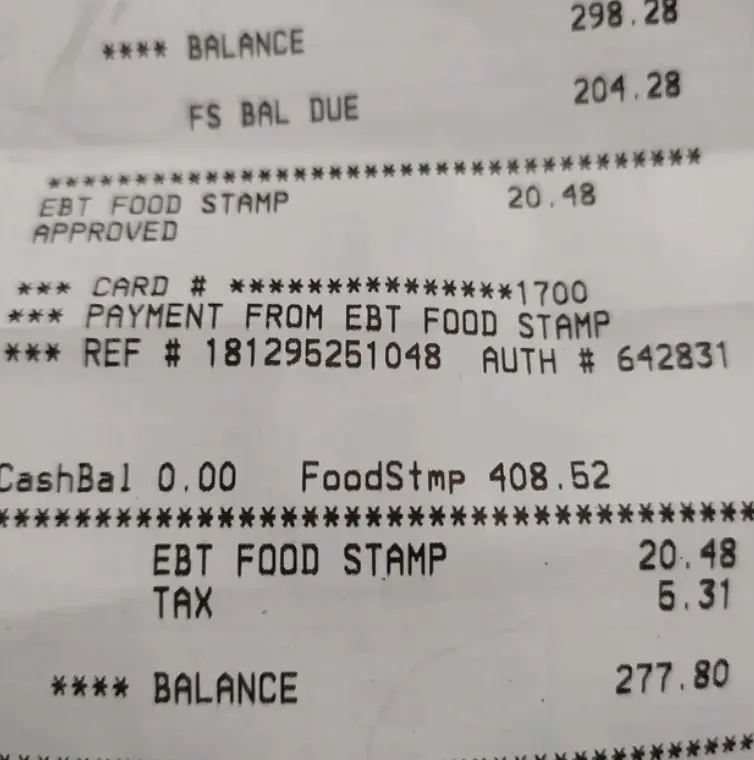 298.28
**** BALANCE
204.28
FS BAL DUE
***********************************
EBT FOOD STAMP 20.48
APPROVED
*** CARD # ***************1700
*** PAYMENT FROM EBT FOOD STAMP
*** REF # 181295251048 AUTH # 642831
CashBal 0.00 FoodStmp 408.52
**************************************
EBT FOOD STAMP 20.48
TAX 5.31
**** BALANCE 277.80
**************************************